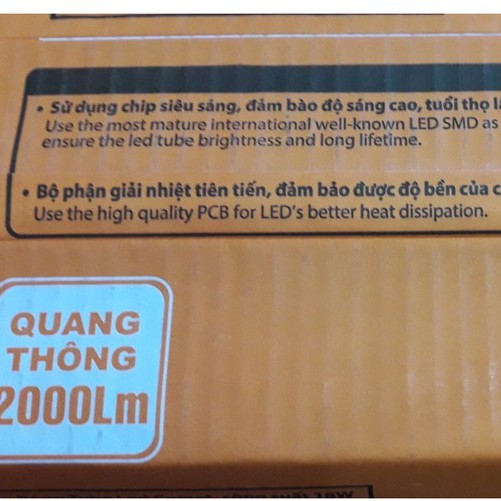 • Sử dụng chip siêu sáng, đảm bào độ sáng cao, tuổi thọ
Use the most mature international well-known LED SMD as
ensure the led tube brightness and long lifetime.
• Bộ phận giải nhiệt tiên tiến, đảm bảo được độ bền của
Use the high quality PCB for LED's better heat dissipation.
QUANG
THÔNG
2000Lm